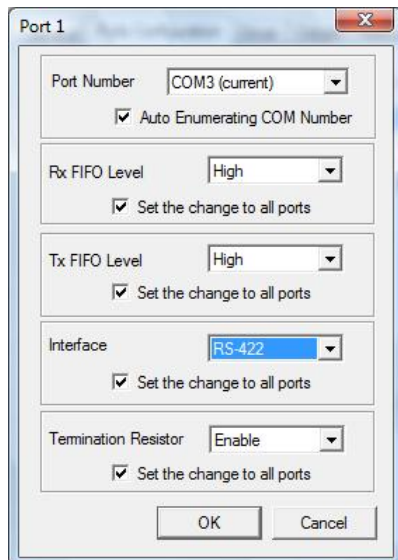 Port 1
Port Number COM3 (current)
Auto Enumerating COM Number
Rx FIFO Level High
Set the change to all ports
Tx FIFO Level High
Set the change to all ports
Interface RS-422
Set the change to all ports
Termination Resistor Enable
Set the change to all ports
OK Cancel